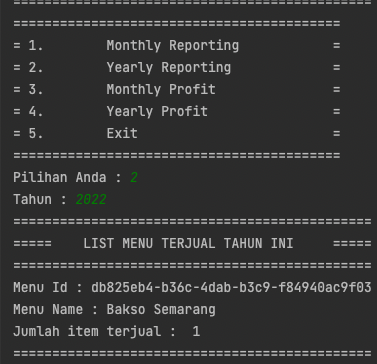 ===========================================
=======================================
= 1.        Monthly Reporting            =
= 2.        Yearly Reporting             =
= 3.        Monthly Profit               =
= 4.        Yearly Profit                =
= 5.        Exit                         =
=======================================
Pilihan Anda : 2
Tahun : 2022
===========================================
=====    LIST MENU TERJUAL TAHUN INI     =====
===========================================
Menu Id : db825eb4-b36c-4dab-b3c9-f84940ac9f03
Menu Name : Bakso Semarang
Jumlah item terjual :  1
===========================================